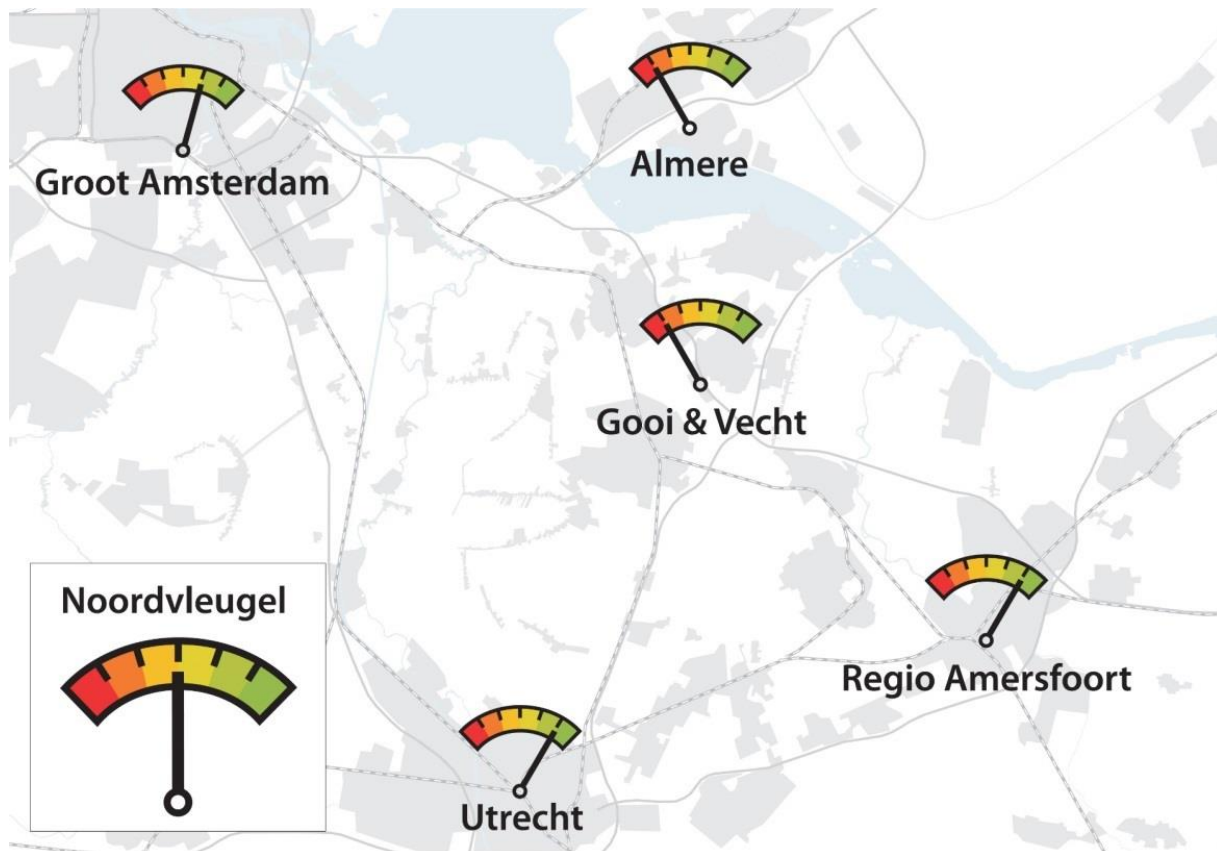 Groot Amsterdam
Almere
Gooi & Vecht
Noordvleugel
Regio Amersfoort
Utrecht